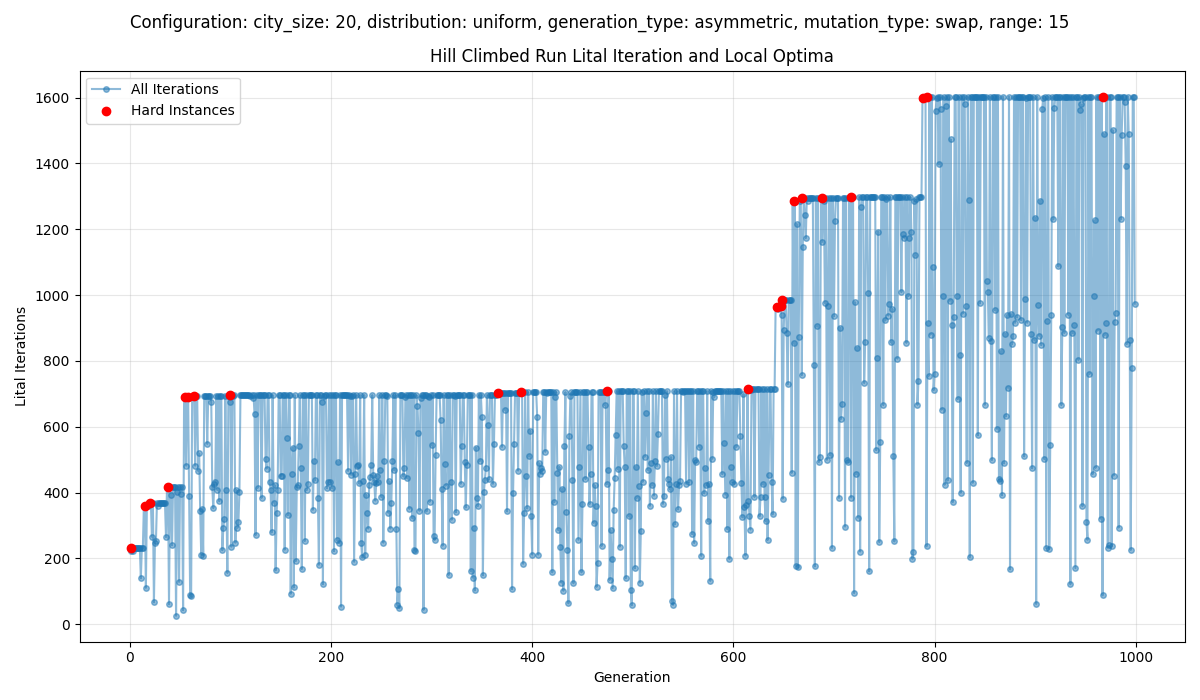 Configuration: city_size: 20, distribution: uniform, generation_type: asymmetric, mutation_type: swap, range: 15
Hill Climbed Run Lital Iteration and Local Optima
All Iterations
Hard Instances
1600
1400
1200
1000
800
600
400
200
0
Lital Iterations
0 200 400 600 800 1000
Generation